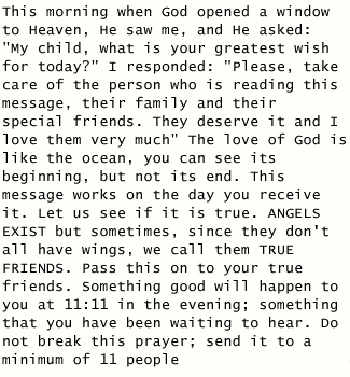 This morning when God opened a window
to Heaven, He saw me, and He asked:
"My child, what is your greatest wish
for today?" I responded: "Please, take
care of the person who is reading this
message, their family and their
special friends. They deserve it and I
love them very much" The love of God is
like the ocean, you can see its
beginning, but not its end. This
message works on the day you receive
it. Let us see if it is true. ANGELS
EXIST but sometimes, since they don't
all have wings, we call them TRUE
FRIENDS. Pass this on to your true
friends. Something good will happen to
you at 11:11 in the evening; something
that you have been waiting to hear. Do
not break this prayer; send it to a
minimum of 11 people